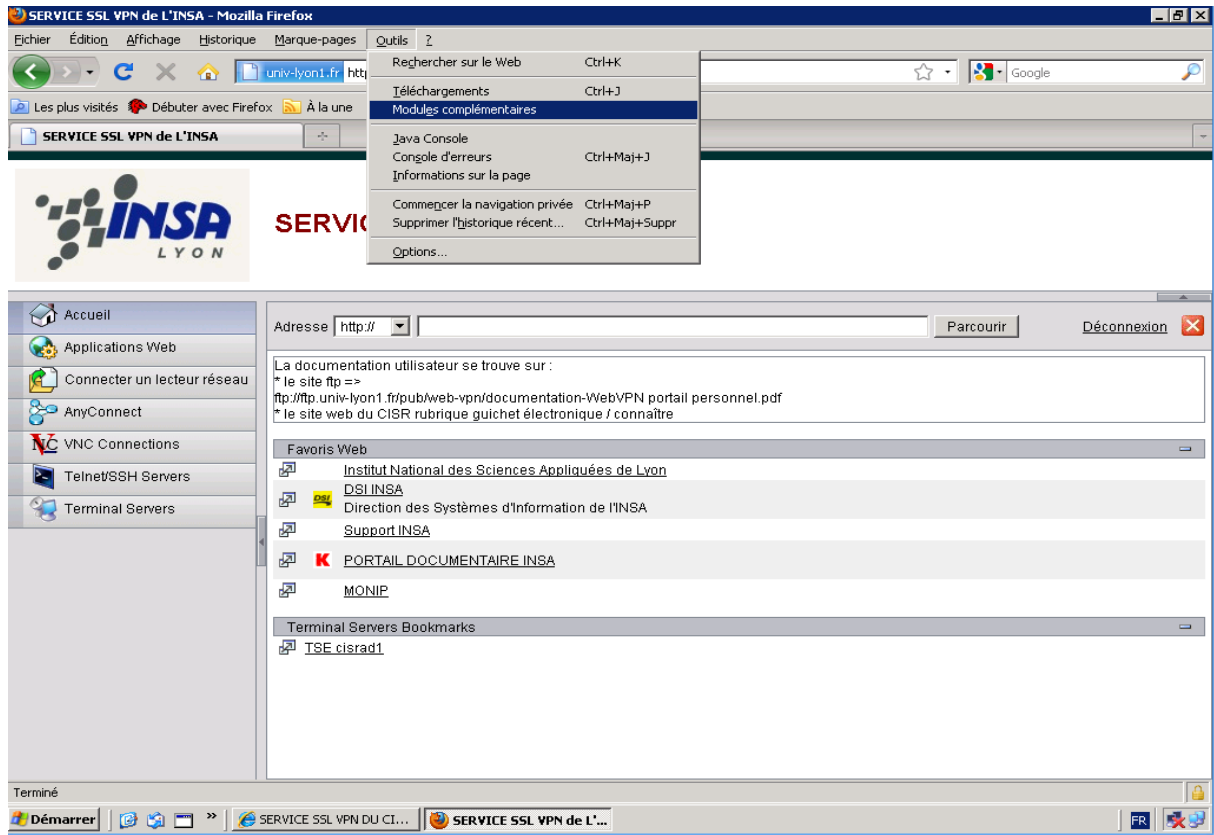 SERVICE SSL VPN de L'INSA - Mozilla Firefox
Fichier Édition Affichage Historique Marque-pages Outils ?
univ-lyon1.fr
Google
Les plus visités Débuter avec Firefox À la une
SERVICE SSL VPN de L'INSA
Rechercher sur le Web Ctrl+K
Téléchargements Ctrl+J
Modules complémentaires
Java Console
Console d'erreurs Ctrl+Maj+J
Informations sur la page
Commencer la navigation privée Ctrl+Maj+P
Supprimer l'historique récent... Ctrl+Maj+Suppr
Options...
INSA
LYON
Accueil
Applications Web
Connecter un lecteur réseau
AnyConnect
VNC Connections
Telnet/SSH Servers
Terminal Servers
Adresse http:// Parcourir Déconnexion
La documentation utilisateur se trouve sur :
* le site ftp =>
ftp://ftp.univ-lyon1.fr/pub/web-vpn/documentation-WebVPN portail personnel.pdf
* le site web du CISR rubrique guichet électronique / connaître
Favoris Web
Institut National des Sciences Appliquées de Lyon
DSI
DSI INSA
Direction des Systèmes d'Information de l'INSA
Support INSA
K PORTAIL DOCUMENTAIRE INSA
MONIP
Terminal Servers Bookmarks
TSE cisrad1
Terminé
Démarrer » SERVICE SSL VPN DU CI... SERVICE SSL VPN de L'... FR